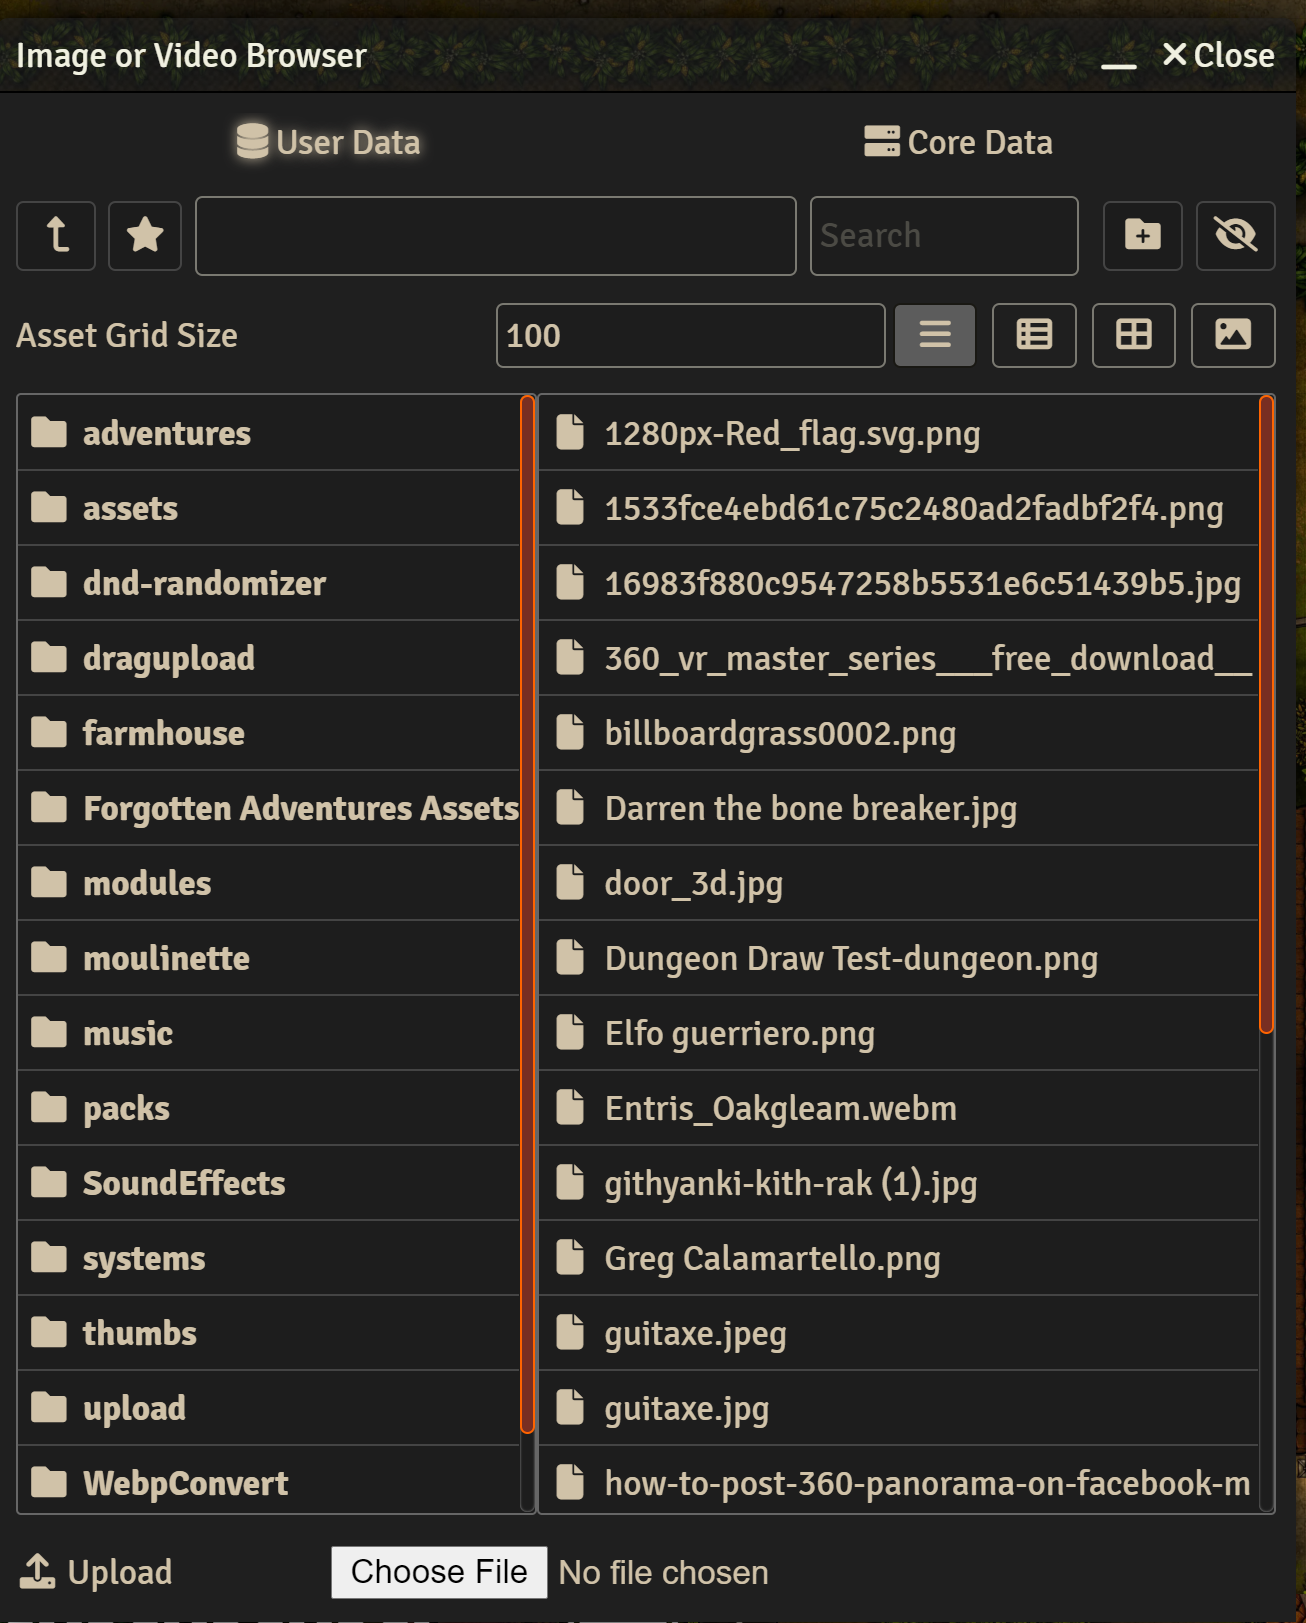 Image or Video Browser
Close
User Data
Core Data
Search
Asset Grid Size
100
adventures
1280px-Red_flag.svg.png
assets
1533fce4ebd61c75c2480ad2fadbf2f4.png
dnd-randomizer
16983f880c9547258b5531e6c51439b5.jpg
dragupload
360_vr_master_series___free_download__
farmhouse
billboardgrass0002.png
Forgotten Adventures Assets
Darren the bone breaker.jpg
modules
door_3d.jpg
moulinette
Dungeon Draw Test-dungeon.png
music
Elfo guerriero.png
packs
Entris_Oakgleam.webm
SoundEffects
githyanki-kith-rak (1).jpg
systems
Greg Calamartello.png
thumbs
guitaxe.jpeg
upload
guitaxe.jpg
WebpConvert
how-to-post-360-panorama-on-facebook-m
Upload
Choose File
No file chosen